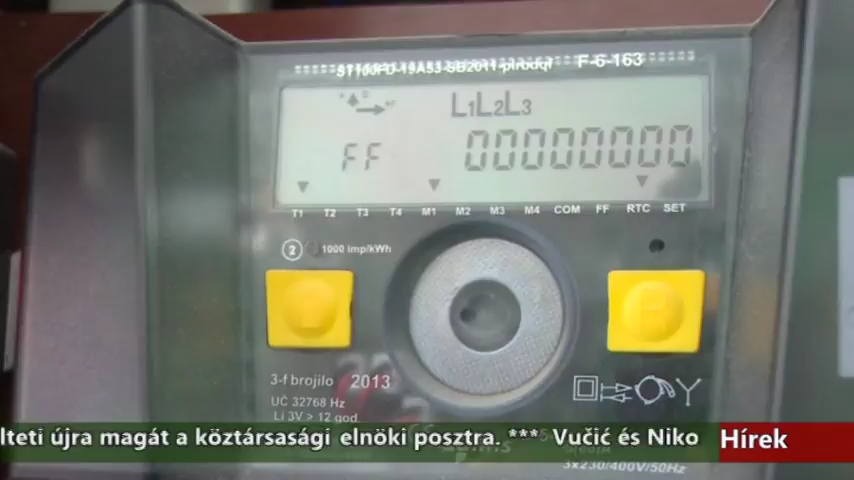 F-6-163
L1L2L3
FF 00000000
T1 T2 T3 T4 M1 M2 M3 M4 COM FF RTC SET
2 1000 imp/kWh
3-f brojilo 2013
UČ 32768 Hz
Li 3V > 12 god.
lteti újra magát a köztársasági elnöki posztra. *** Vučić és Niko
Hírek
3x230/400V/50Hz